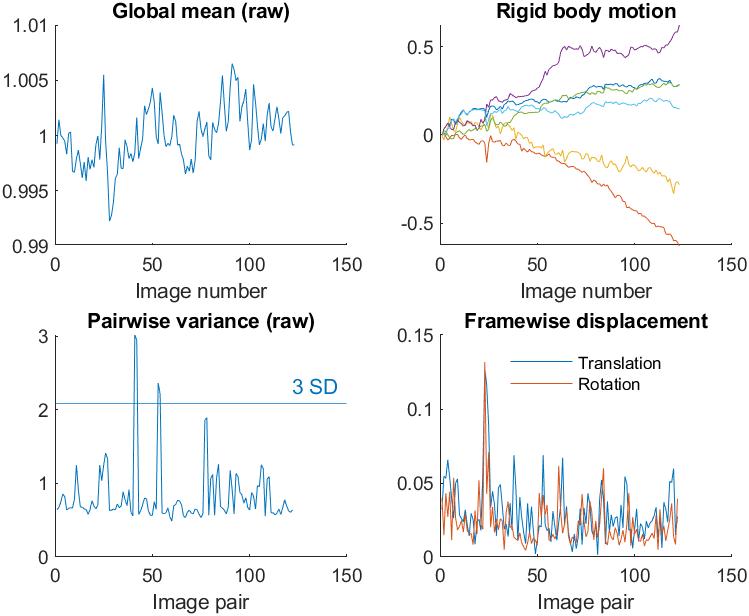 Global mean (raw)
1.01
1.005
1
0.995
0.99
0
50
100
150
Image number
Rigid body motion
0.5
0
-0.5
0
50
100
150
Image number
Pairwise variance (raw)
3
2
1
0
3 SD
0
50
100
150
Image pair
Framewise displacement
0.15
0.1
0.05
0
Translation
Rotation
0
50
100
150
Image pair